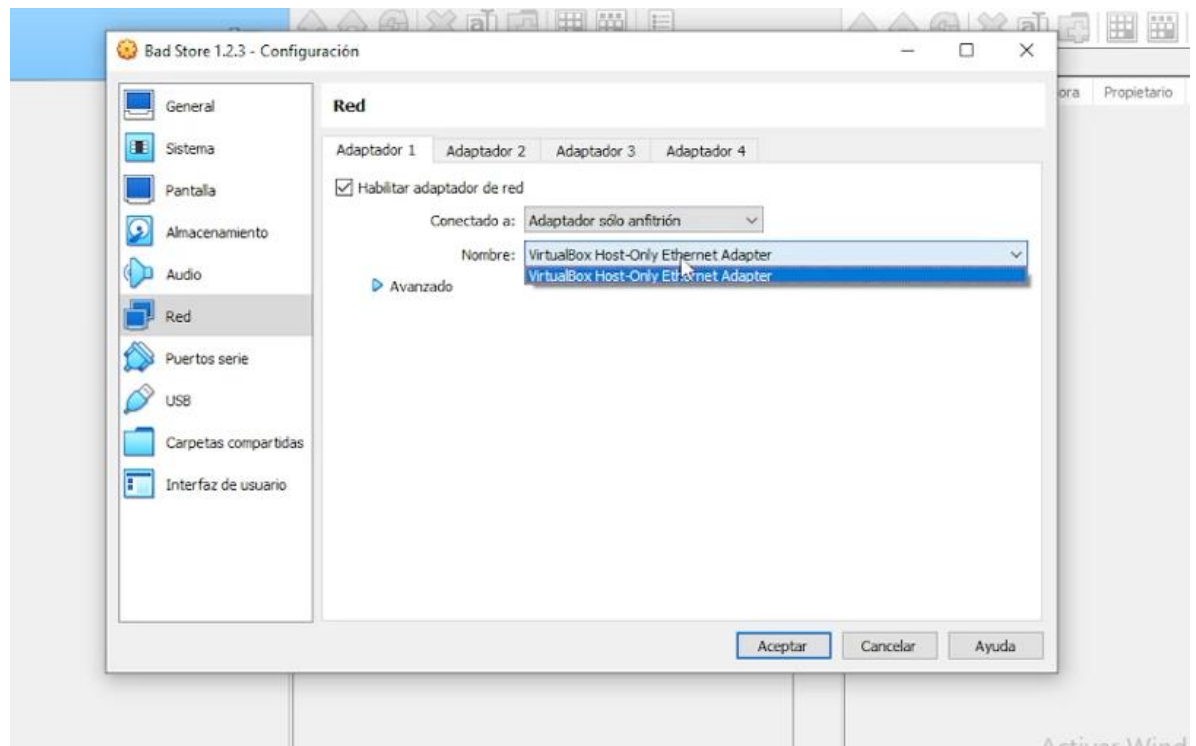 Bad Store 1.2.3 - Configuración
ora Propietario
General
Sistema
Pantalla
Almacenamiento
Audio
Red
Puertos serie
USB
Carpetas compartidas
Interfaz de usuario
Red
Adaptador 1 Adaptador 2 Adaptador 3 Adaptador 4
Habilitar adaptador de red
Conectado a: Adaptador sólo anfitrión
Nombre: VirtualBox Host-Only Ethernet Adapter
VirtualBox Host-Only Ethernet Adapter
Avanzado
Aceptar Cancelar Ayuda